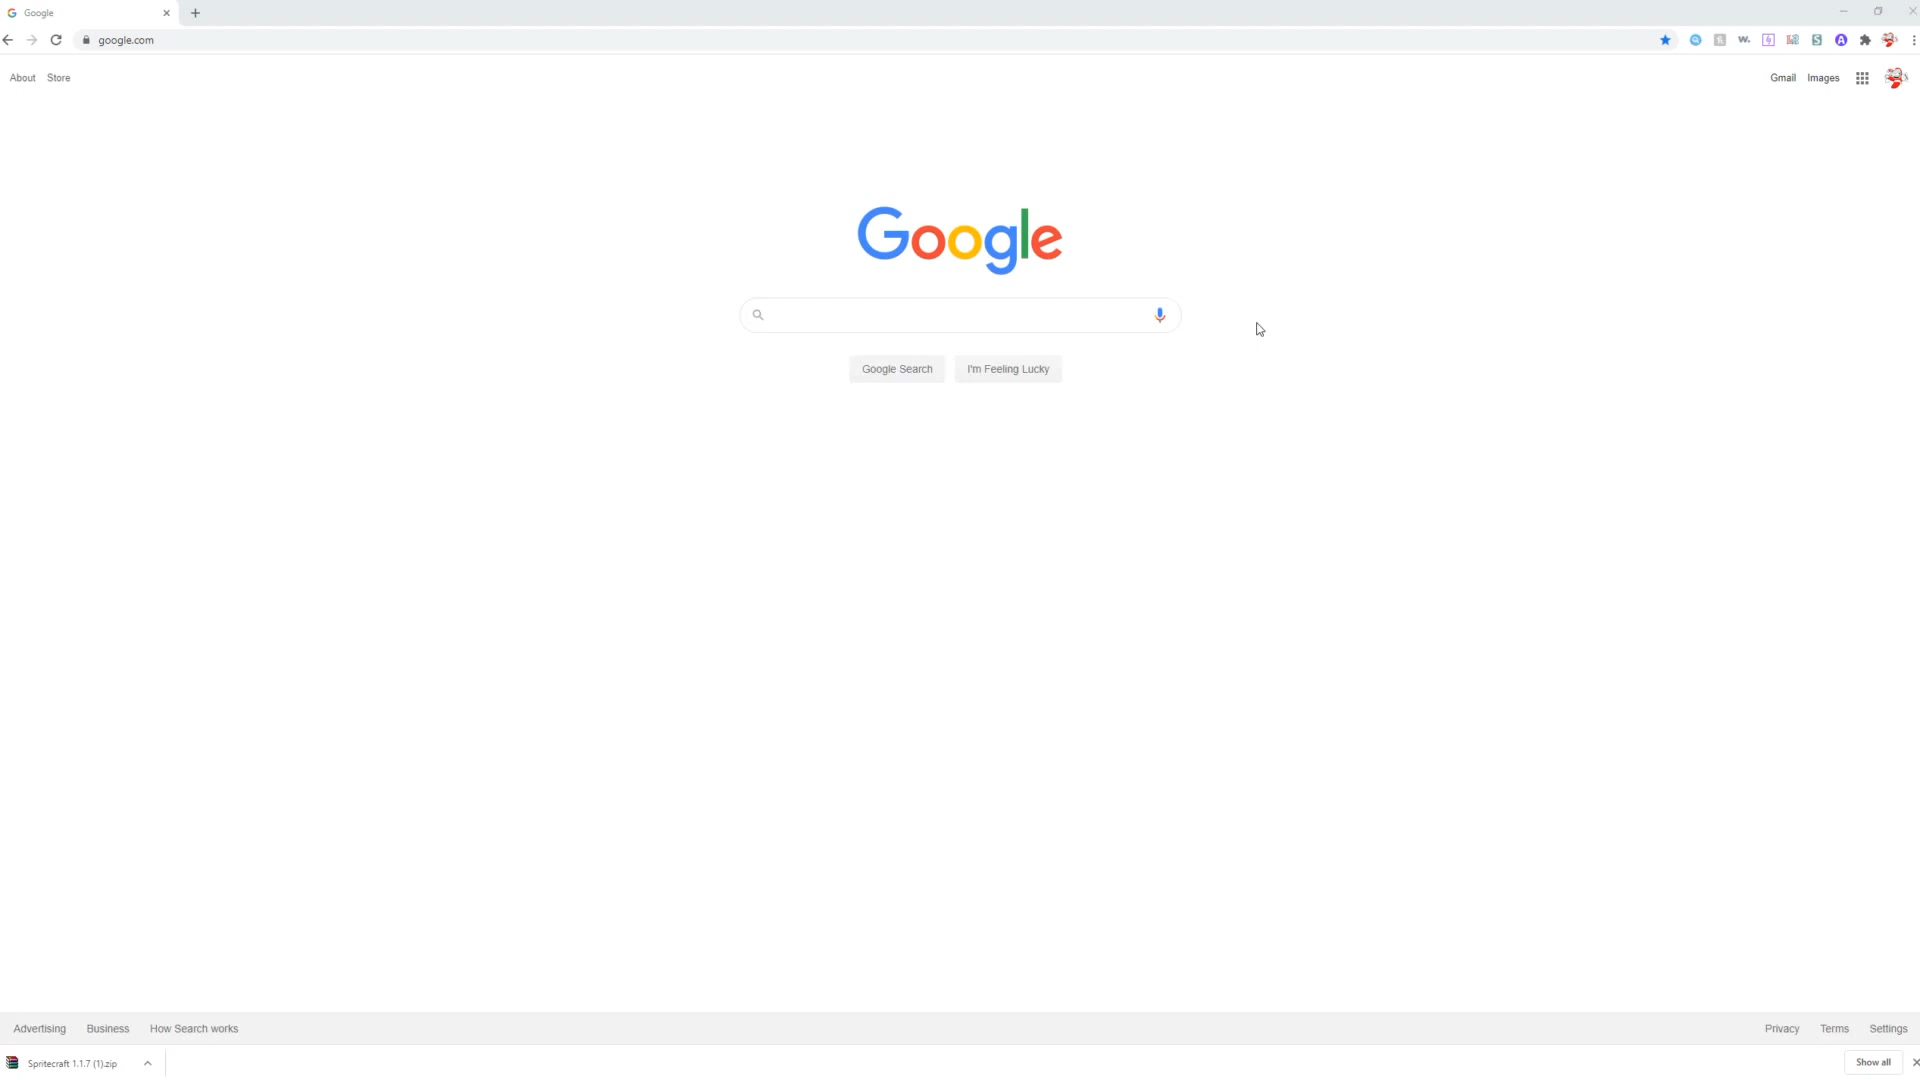 Google
google.com
About Store
Gmail Images
Google
Google Search I'm Feeling Lucky
Advertising Business How Search works
Privacy Terms Settings
Spritecraft 1.1.7 (1).zip
Show all